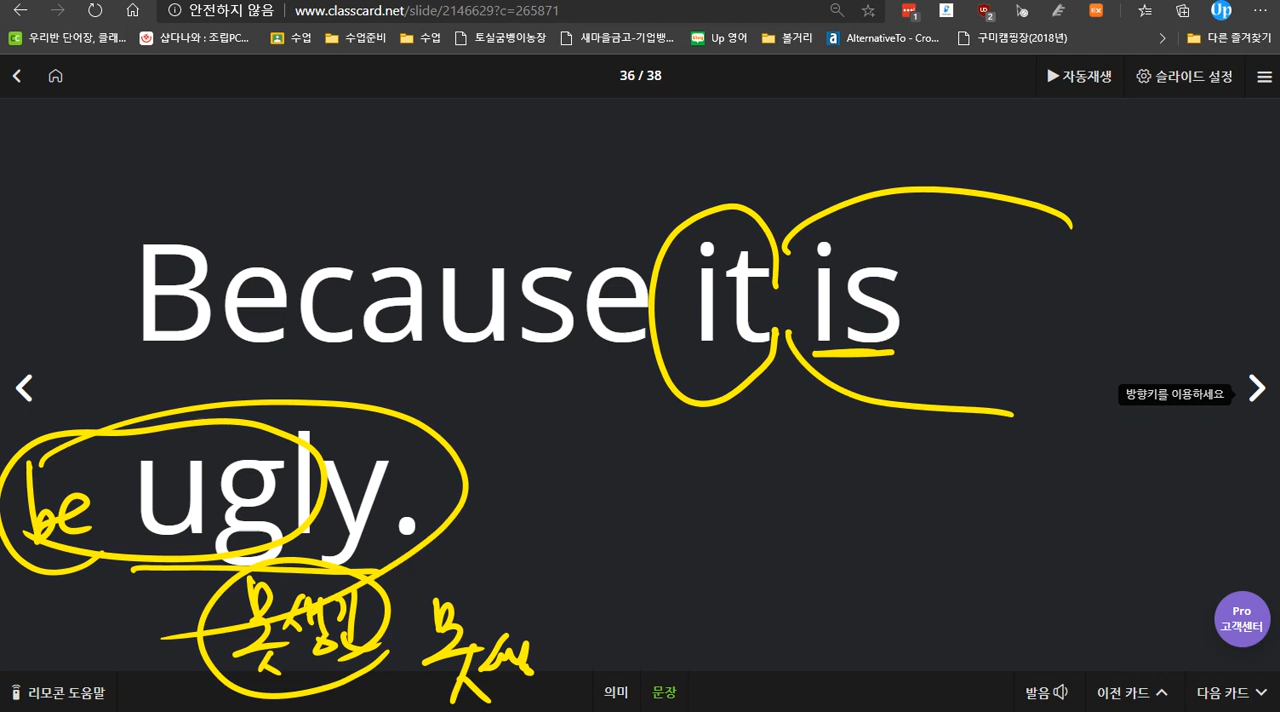 안전하지 않음 www.classcard.net/slide/2146629?c=265871
1 2 EX Up
우리반 단어장, 클래... 삽다나와 : 조립PC... 수업 수업준비 수업 토실굼벵이농장 새마을금고-기업뱅... Up 영어 볼거리 AlternativeTo - Cro... 구미캠핑장(2018년) 다른 즐겨찾기
36 / 38 자동재생 슬라이드 설정
Because it is
방향키를 이용하세요
be ugly.
못생긴
Pro
고객센터
리모콘 도움말 의미 문장 발음 이전 카드 다음 카드